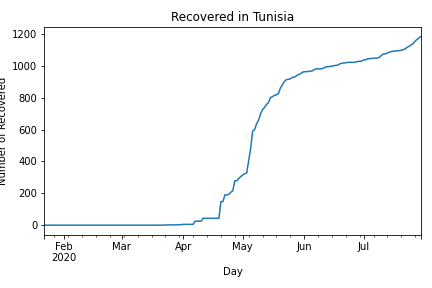 Recovered in Tunisia
Number of Recovered
1200
1000
800
600
400
200
0
Feb
2020
Mar
Apr
May
Jun
Jul
Day